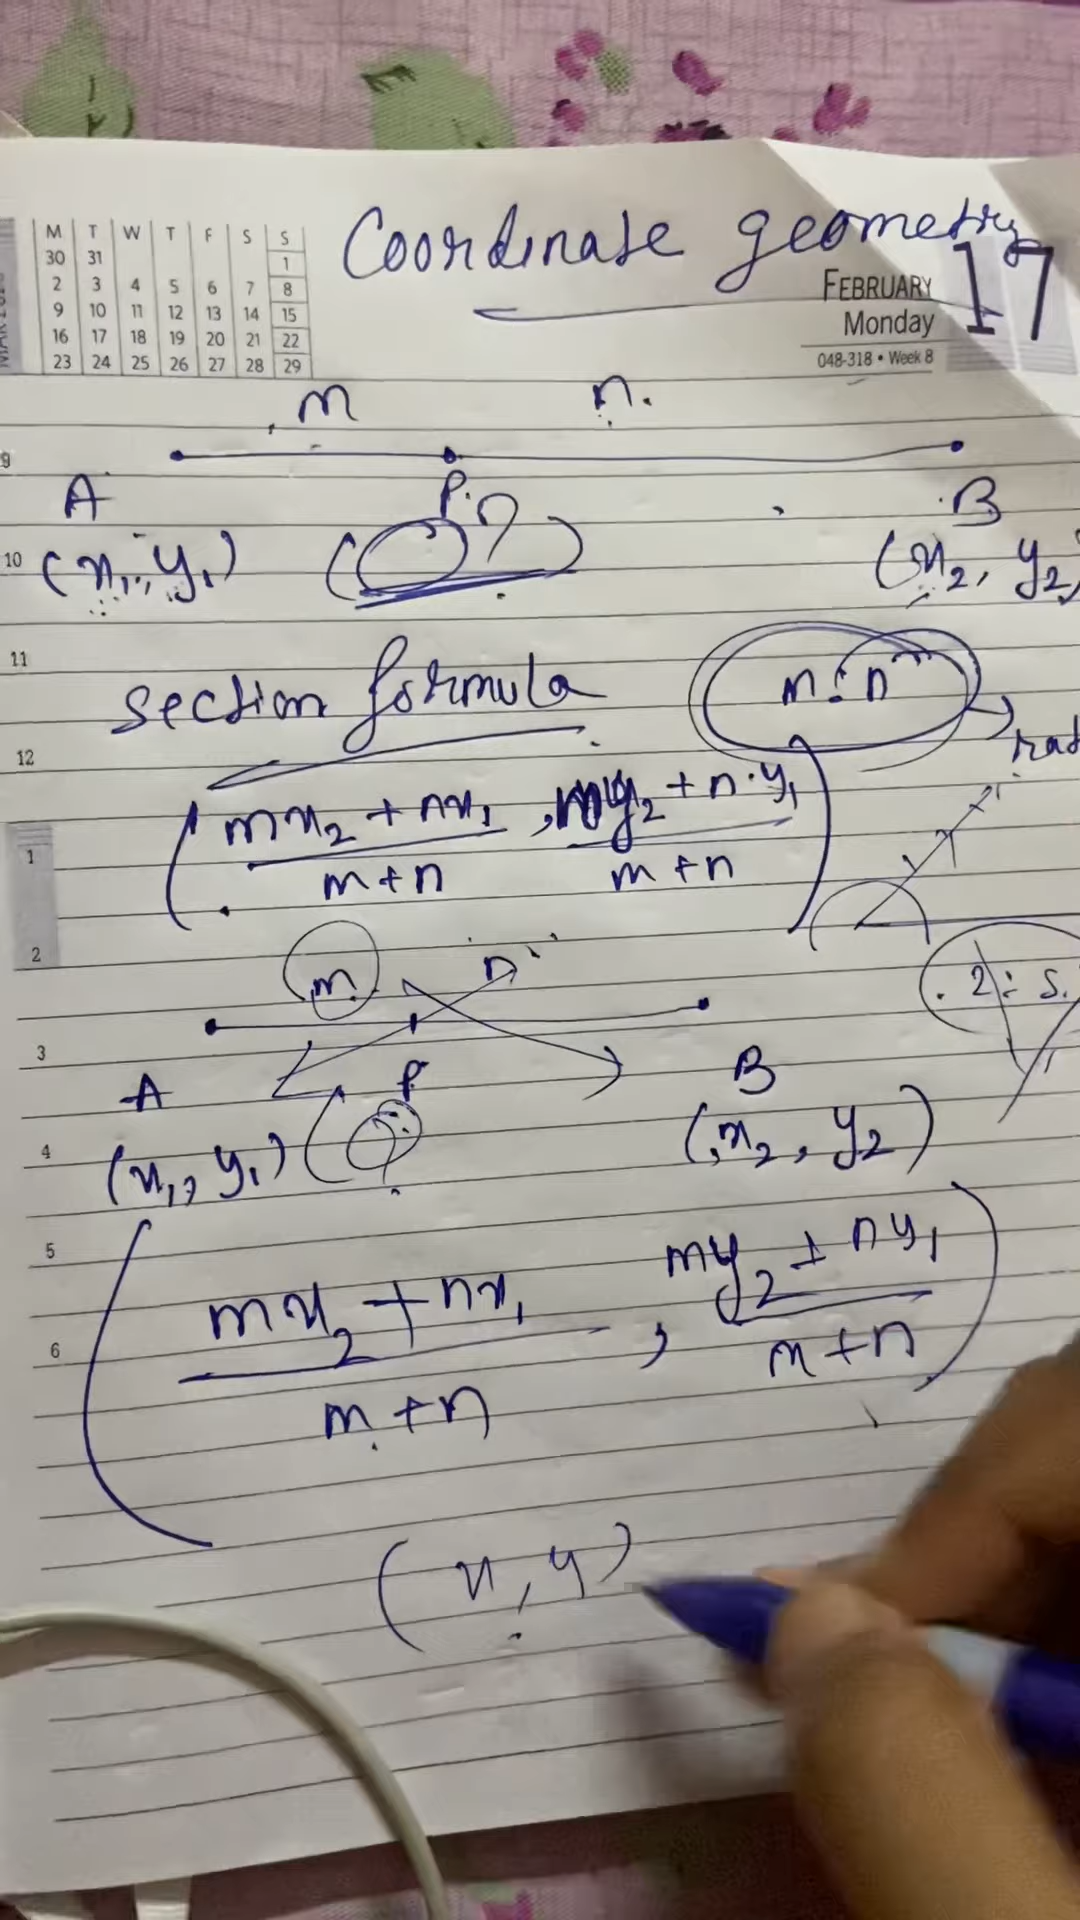 Coordinate geometry
M T W T F S S
30 31 1
2 3 4 5 6 7 8
9 10 11 12 13 14 15
16 17 18 19 20 21 22
23 24 25 26 27 28 29
FEBRUARY 17
Monday
048-318 • Week 8
m n.
9
A P. ? B
10 (x₁, y₁) ( ) (x₂, y₂)
11
section formula m : n
12
(mx₂ + nx₁ / m+n , my₂ + n·y₁ / m+n)
1
2
m n
2 : 5
3
A P B
4 (x₁, y₁) ( ? (x₂, y₂)
5
(mx₂ + nx₁ / m+n , my₂ + ny₁ / m+n)
6
(x, y)